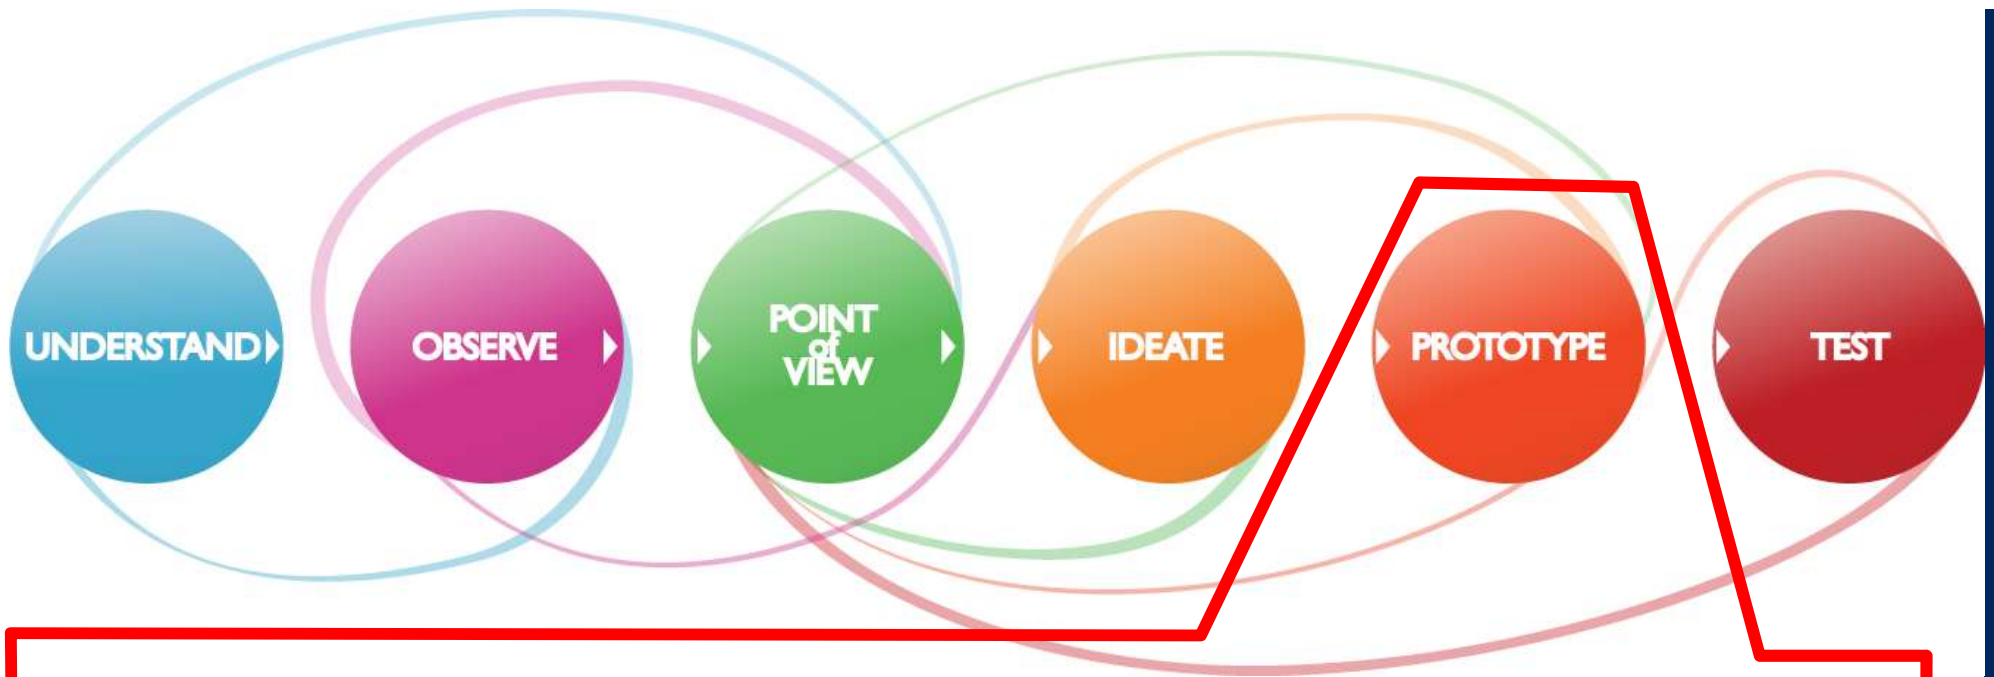 UNDERSTAND
OBSERVE
POINT
of
VIEW
IDEATE
PROTOTYPE
TEST